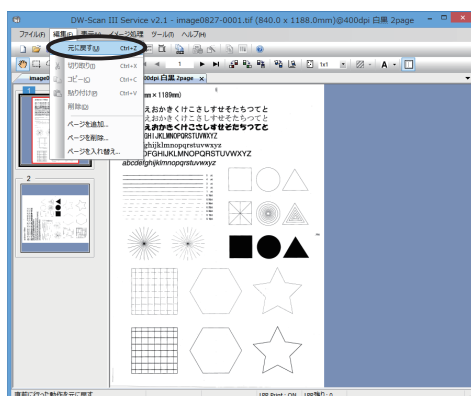 DW-Scan III Service v2.1 - image0827-0001.tif (840.0 x 1188.0mm)@400dpi 白黒 2page
ファイル(F) 編集(E) 表示(V) イメージ処理 ツール(T) ヘルプ(H)
元に戻す(U) Ctrl+Z
切り取り(T) Ctrl+X
コピー(C) Ctrl+C
貼り付け(P) Ctrl+V
削除(D)
ページを追加...
ページを削除...
ページを入れ替え...
1
1x1
A
00dpi 白黒 2page
1
mm × 1189mm)
えおかきくけこさしすせそたちつてと
えおかきくけこさしすせそたちつてと
えおかきくけこさしすせそたちつてと
GHIJKLMNOPQRSTUVWXYZ
ghijklmnopqrstuvwxyz
DFGHIJKLMNOPQRSTUVWXYZ
abcdefghijklmnopqrstuvwxyz
2
直前に行った動作を元に戻す